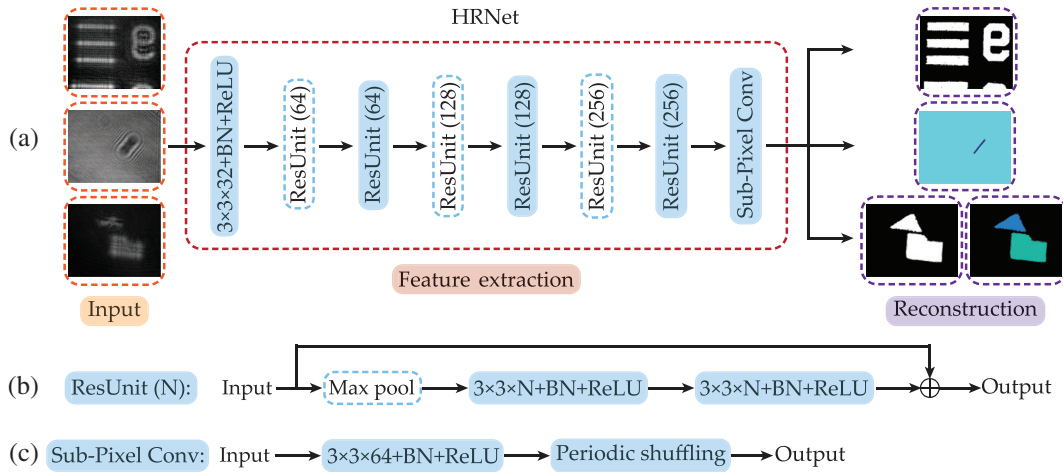 HRNet
(a)
3×3×32+BN+ReLU
ResUnit (64)
ResUnit (64)
ResUnit (128)
ResUnit (128)
ResUnit (256)
ResUnit (256)
Sub-Pixel Conv
Input
Feature extraction
Reconstruction
(b) ResUnit (N): Input Max pool 3×3×N+BN+ReLU 3×3×N+BN+ReLU Output
(c) Sub-Pixel Conv: Input 3×3×64+BN+ReLU Periodic shuffling Output